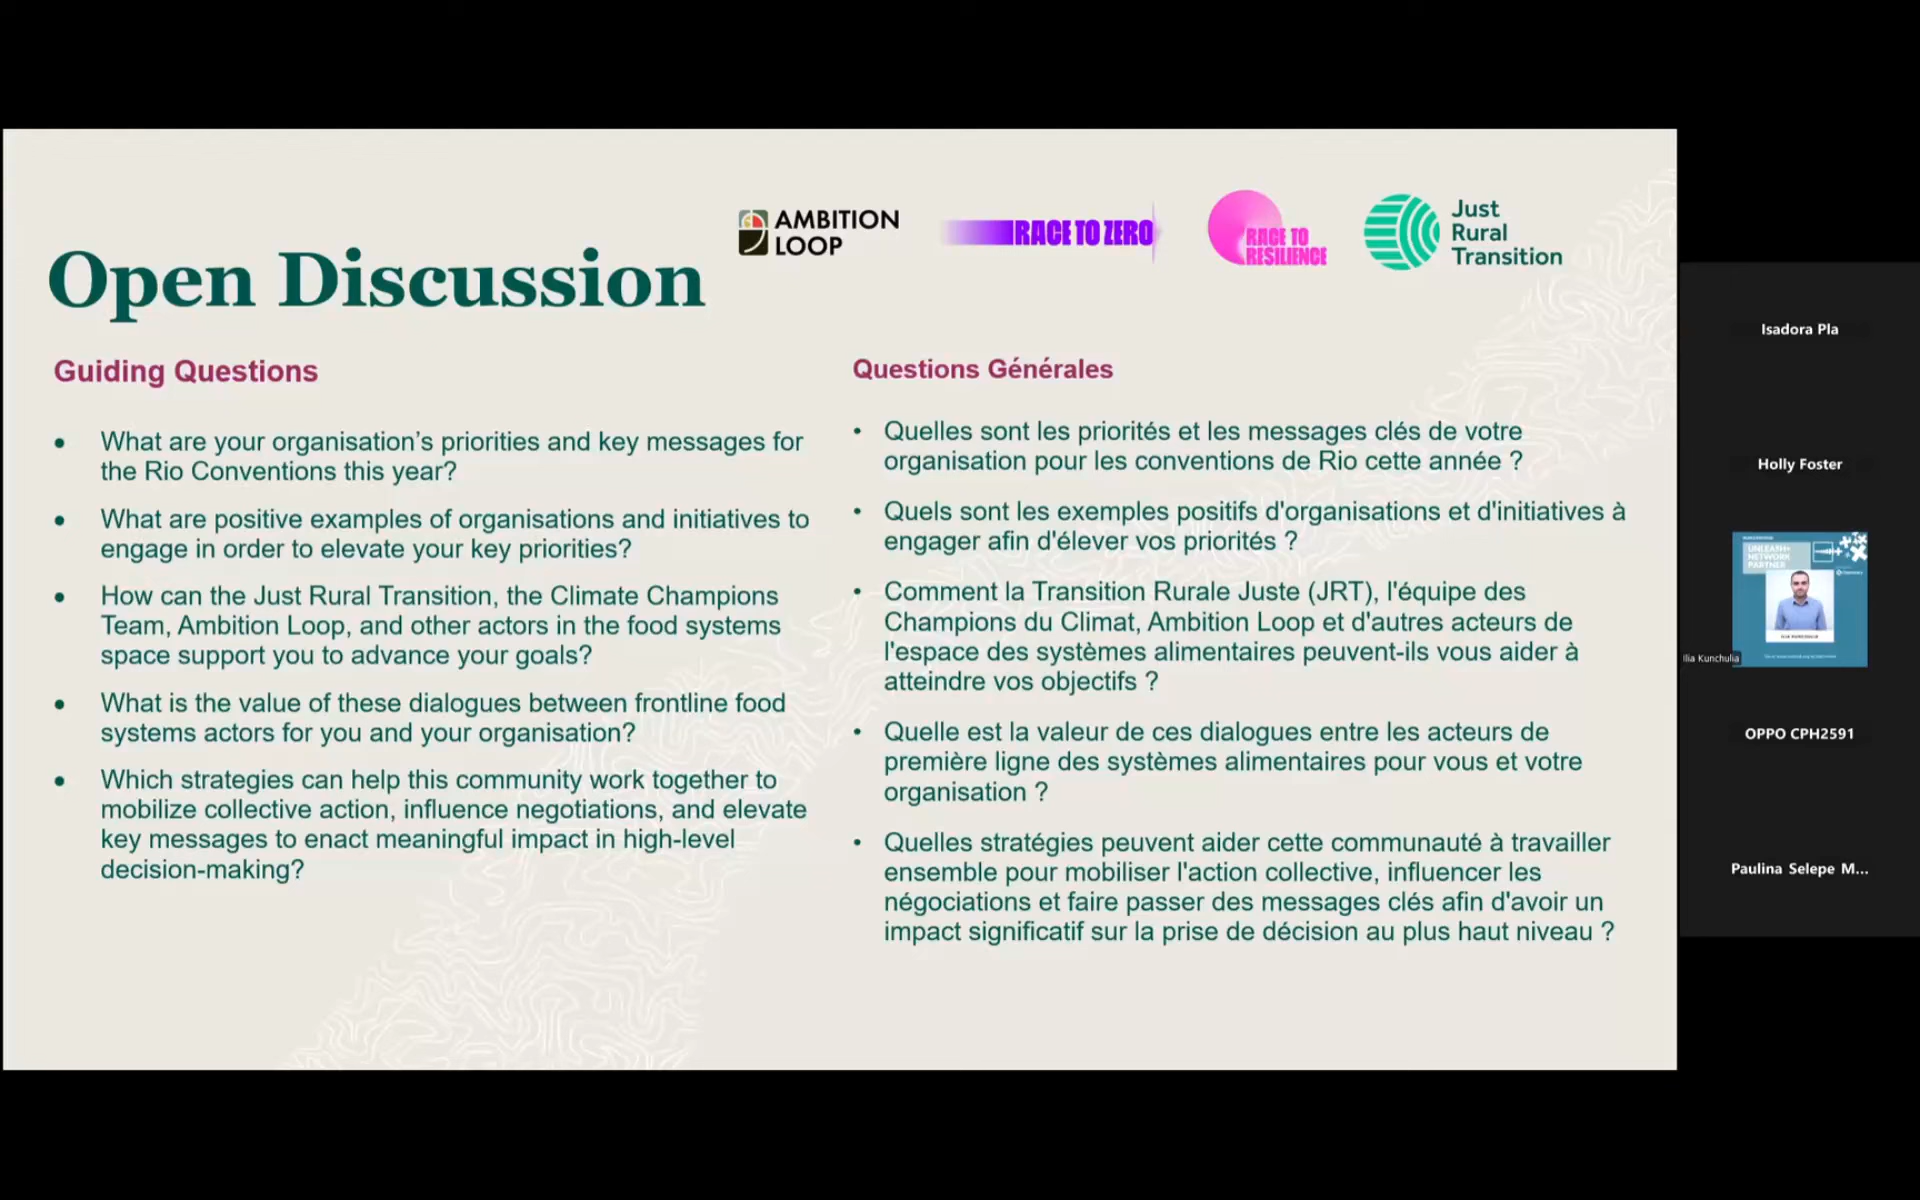 AMBITION
LOOP
RACE TO ZERO
RACE TO
RESILIENCE
Just
Rural
Transition
Open Discussion
Guiding Questions
• What are your organisation’s priorities and key messages for
the Rio Conventions this year?
• What are positive examples of organisations and initiatives to
engage in order to elevate your key priorities?
• How can the Just Rural Transition, the Climate Champions
Team, Ambition Loop, and other actors in the food systems
space support you to advance your goals?
• What is the value of these dialogues between frontline food
systems actors for you and your organisation?
• Which strategies can help this community work together to
mobilize collective action, influence negotiations, and elevate
key messages to enact meaningful impact in high-level
decision-making?
Questions Générales
• Quelles sont les priorités et les messages clés de votre
organisation pour les conventions de Rio cette année ?
• Quels sont les exemples positifs d'organisations et d'initiatives à
engager afin d'élever vos priorités ?
• Comment la Transition Rurale Juste (JRT), l'équipe des
Champions du Climat, Ambition Loop et d'autres acteurs de
l'espace des systèmes alimentaires peuvent-ils vous aider à
atteindre vos objectifs ?
• Quelle est la valeur de ces dialogues entre les acteurs de
première ligne des systèmes alimentaires pour vous et votre
organisation ?
• Quelles stratégies peuvent aider cette communauté à travailler
ensemble pour mobiliser l'action collective, influencer les
négociations et faire passer des messages clés afin d'avoir un
impact significatif sur la prise de décision au plus haut niveau ?
Isadora Pla
Holly Foster
UNLEASH+
NETWORK
PARTNER
Ilia Kunchulia
OPPO CPH2591
Paulina Selepe M...